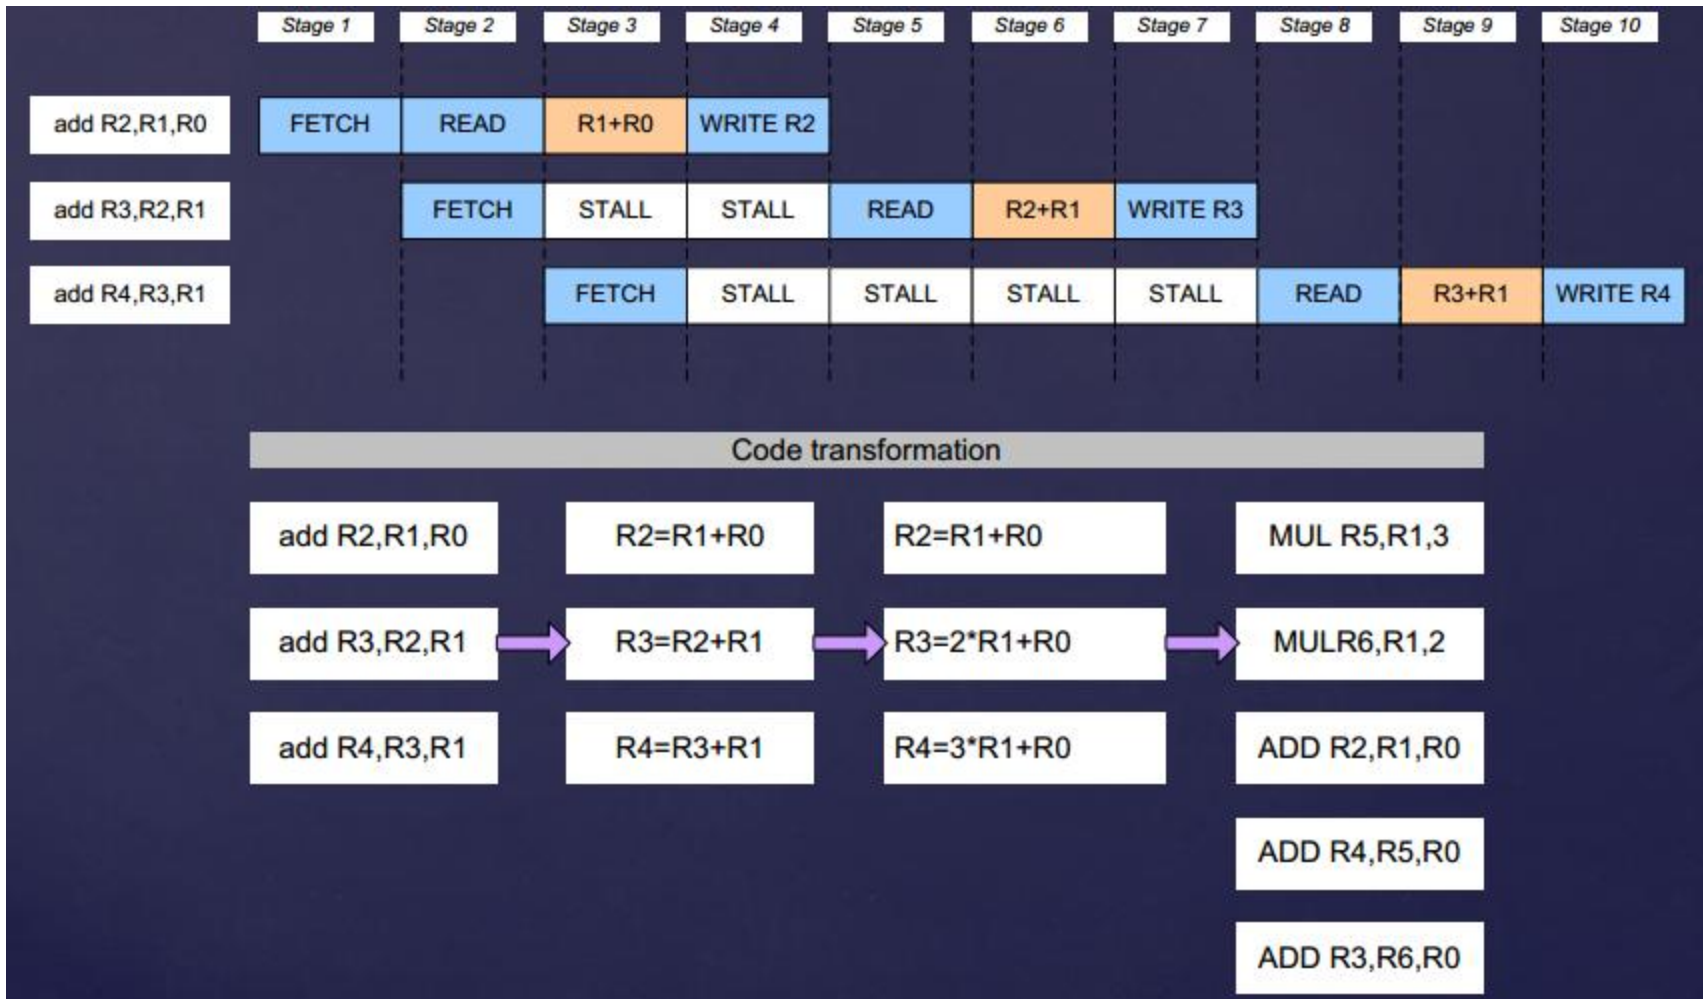 Stage 1 Stage 2 Stage 3 Stage 4 Stage 5 Stage 6 Stage 7 Stage 8 Stage 9 Stage 10
add R2,R1,R0 FETCH READ R1+R0 WRITE R2
add R3,R2,R1 FETCH STALL STALL READ R2+R1 WRITE R3
add R4,R3,R1 FETCH STALL STALL STALL STALL READ R3+R1 WRITE R4
Code transformation
add R2,R1,R0 R2=R1+R0 R2=R1+R0 MUL R5,R1,3
add R3,R2,R1 R3=R2+R1 R3=2*R1+R0 MULR6,R1,2
add R4,R3,R1 R4=R3+R1 R4=3*R1+R0 ADD R2,R1,R0
ADD R4,R5,R0
ADD R3,R6,R0